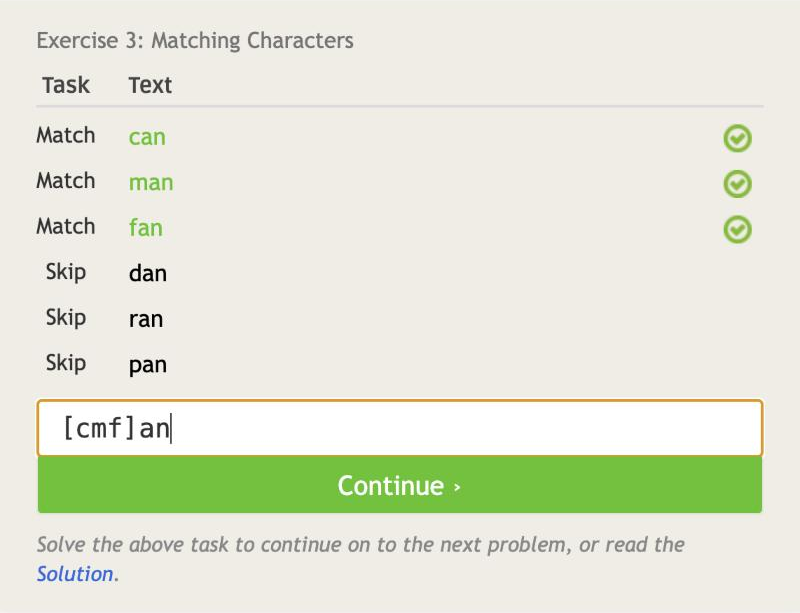 Exercise 3: Matching Characters
Task Text
Match can
Match man
Match fan
Skip dan
Skip ran
Skip pan
[cmf]an
Continue ›
Solve the above task to continue on to the next problem, or read the
Solution.